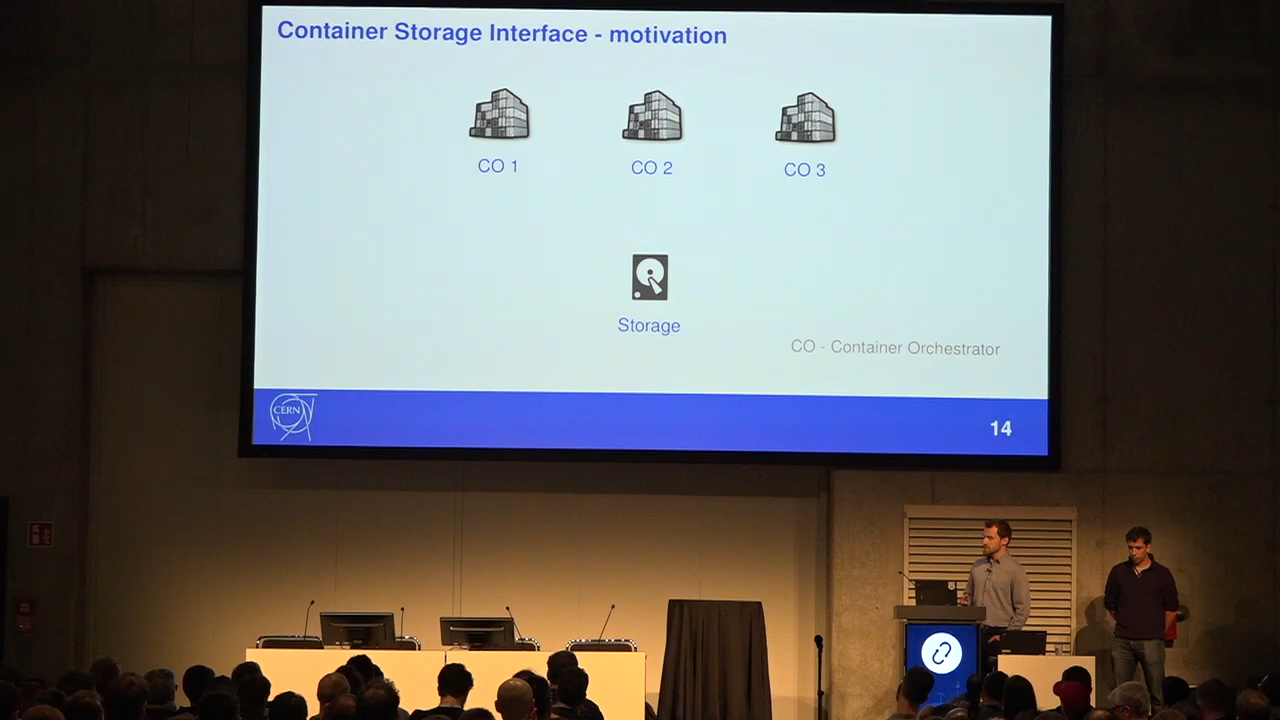 Container Storage Interface - motivation
CO 1
CO 2
CO 3
Storage
CO - Container Orchestrator
CERN
14